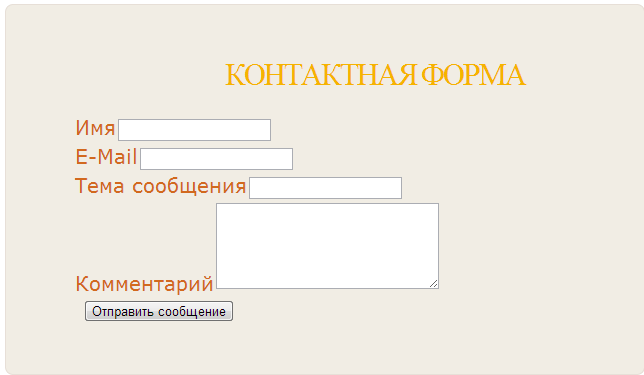 КОНТАКТНАЯ ФОРМА
Имя
E-Mail
Тема сообщения
Комментарий
Отправить сообщение